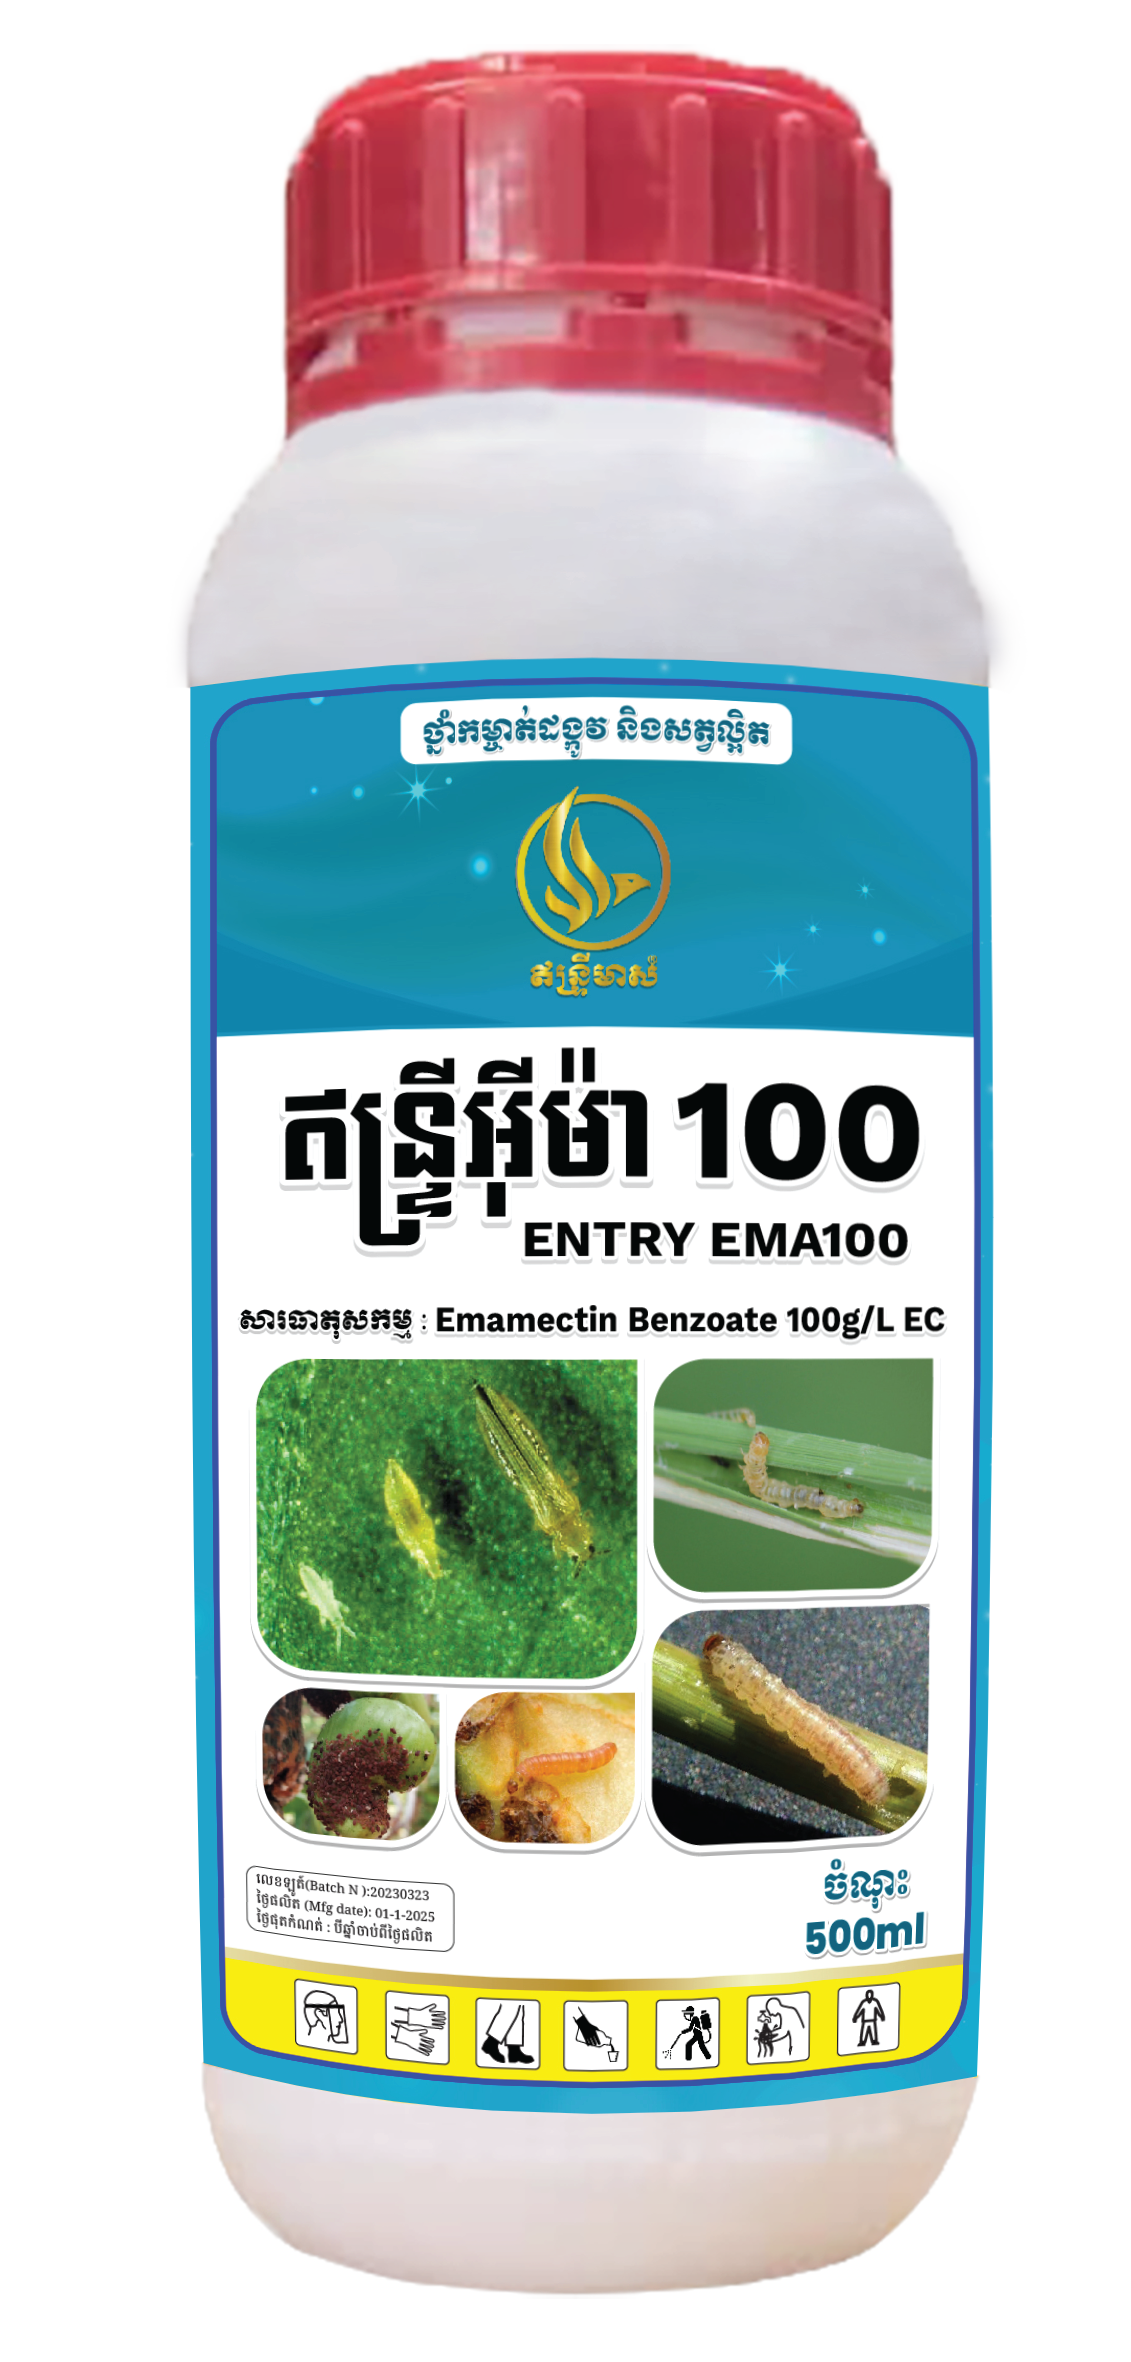 ថ្នាំកម្ចាត់ដង្កូវ និងសត្វល្អិត
ឥន្ទ្រីមាស
®
ឥន្ទ្រីអ៊ីម៉ា 100
ENTRY EMA100
សារធាតុសកម្ម : Emamectin Benzoate 100g/L EC
លេខឡូត៍(Batch N ):20230323
ថ្ងៃផលិត (Mfg date): 01-1-2025
ថ្ងៃផុតកំណត់ : បីឆ្នាំចាប់ពីថ្ងៃផលិត
ចំណុះ
500ml